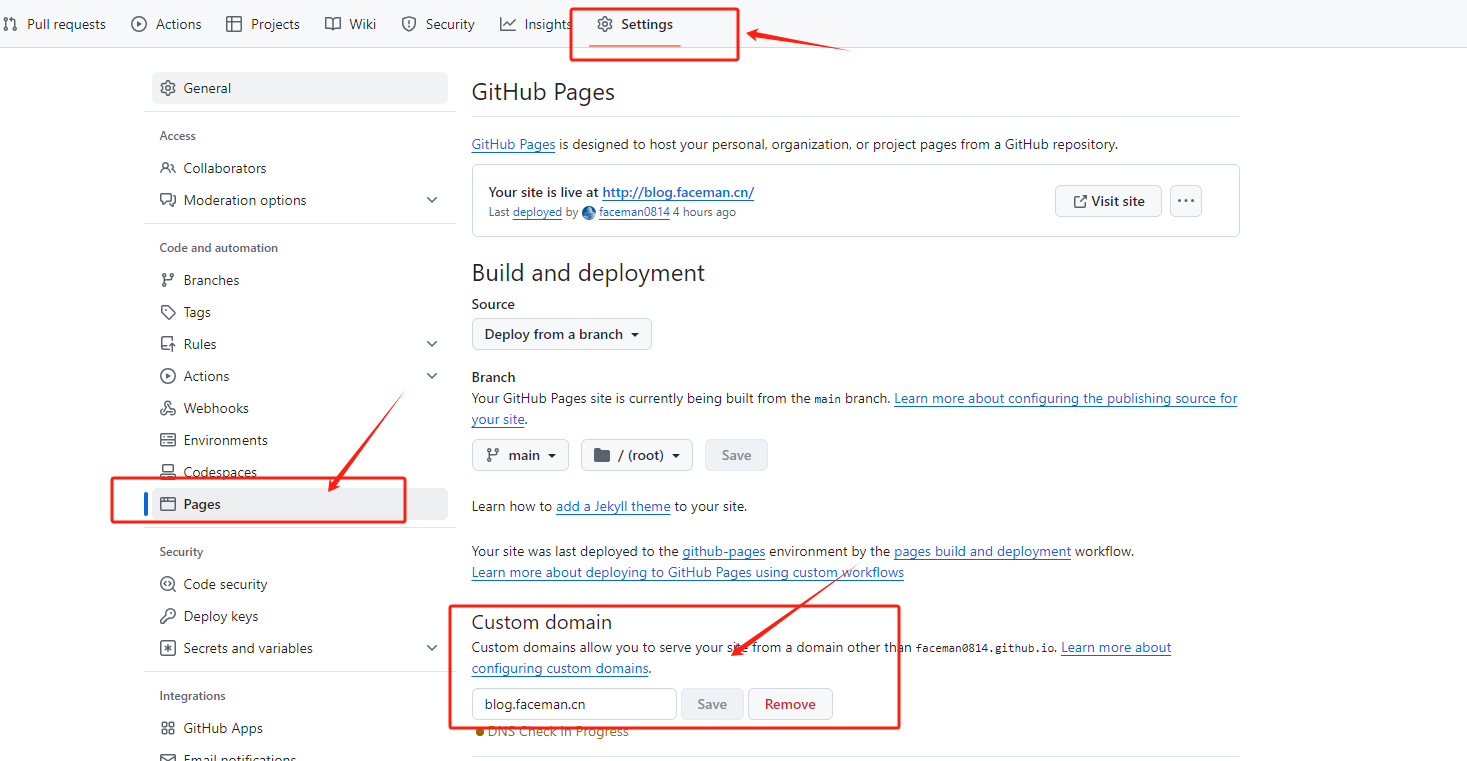 Pull requests Actions Projects Wiki Security Insights Settings
General
Access
Collaborators
Moderation options
Code and automation
Branches
Tags
Rules
Actions
Webhooks
Environments
Codespaces
Pages
Security
Code security
Deploy keys
Secrets and variables
Integrations
GitHub Apps
Email notifications
GitHub Pages
GitHub Pages is designed to host your personal, organization, or project pages from a GitHub repository.
Your site is live at http://blog.faceman.cn/
Last deployed by faceman0814 4 hours ago
Visit site
Build and deployment
Source
Deploy from a branch
Branch
Your GitHub Pages site is currently being built from the main branch. Learn more about configuring the publishing source for
your site.
main / (root) Save
Learn how to add a Jekyll theme to your site.
Your site was last deployed to the github-pages environment by the pages build and deployment workflow.
Learn more about deploying to GitHub Pages using custom workflows
Custom domain
Custom domains allow you to serve your site from a domain other than faceman0814.github.io. Learn more about
configuring custom domains.
blog.faceman.cn Save Remove
DNS Check in Progress